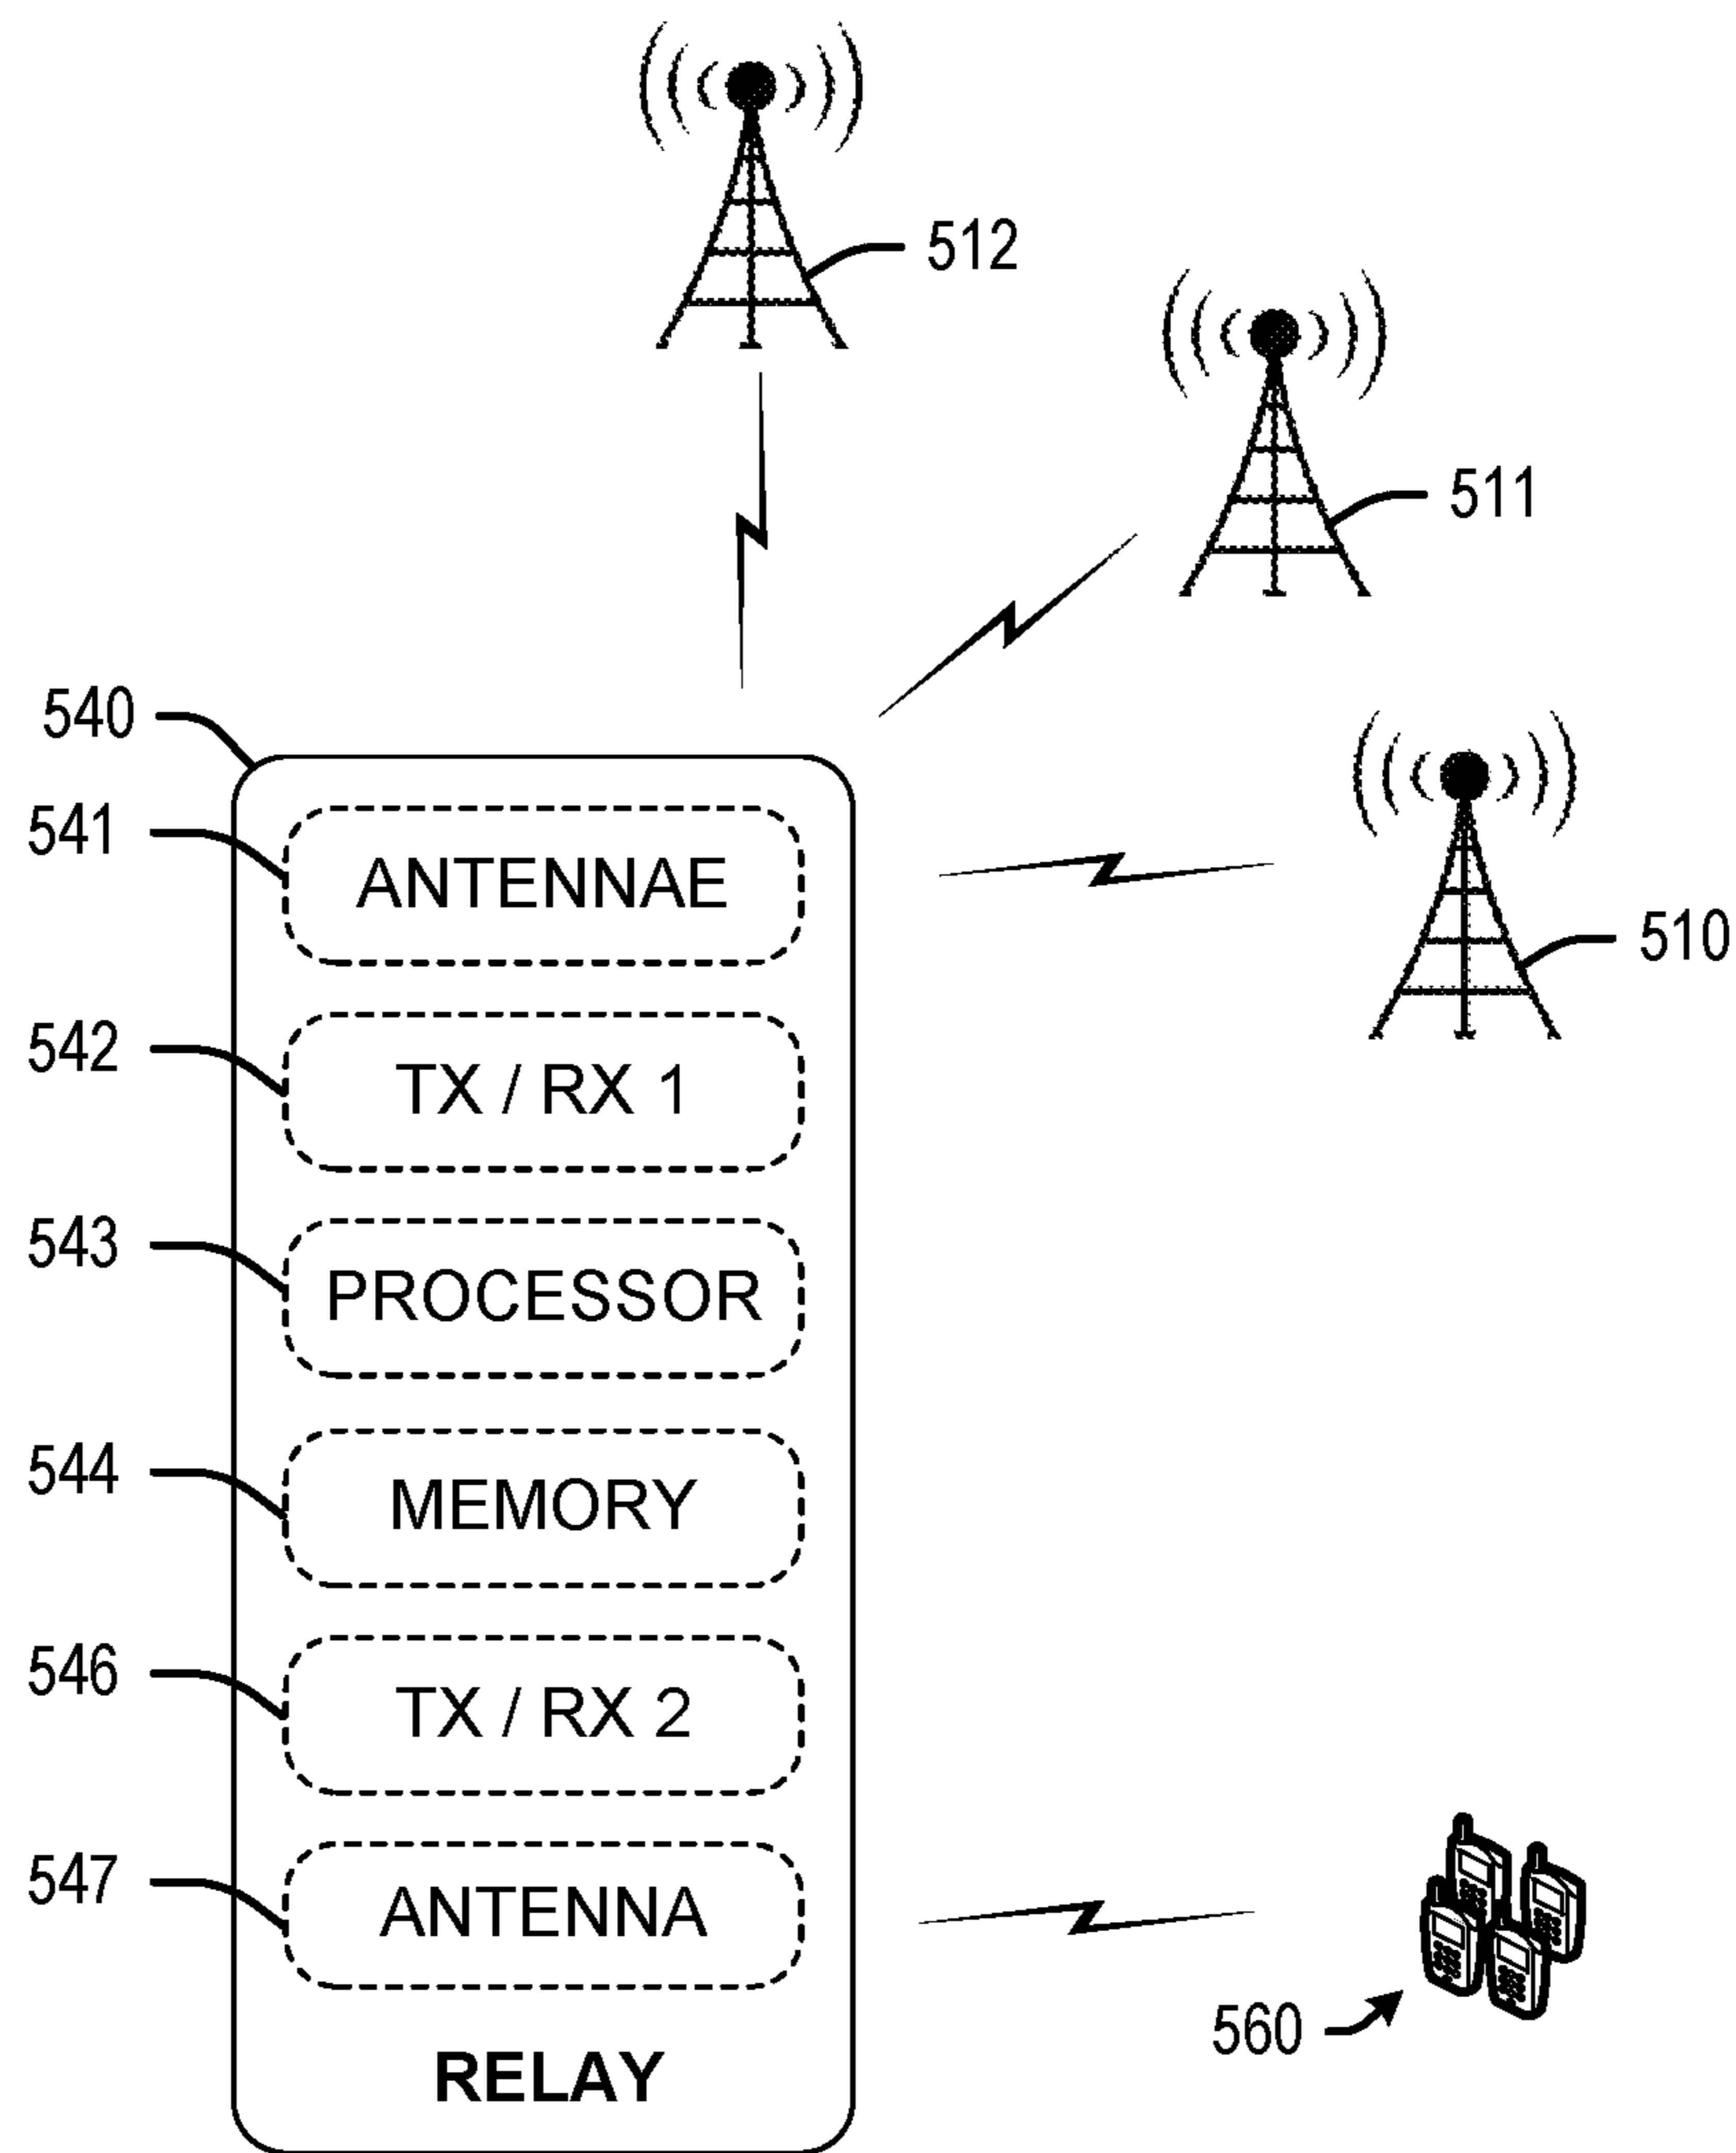 512
511
540
541
ANTENNAE
510
542
TX / RX 1
543
PROCESSOR
544
MEMORY
546
TX / RX 2
547
ANTENNA
560
RELAY